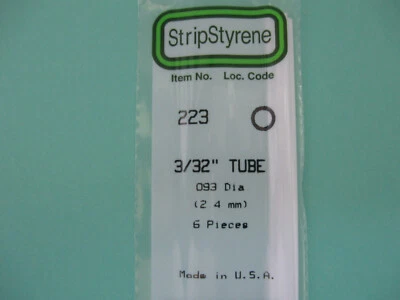 StripStyrene
Item No. Loc. Code
223
3/32" TUBE
.093 Dia
(2.4 mm)
6 Pieces
Made in U.S.A.